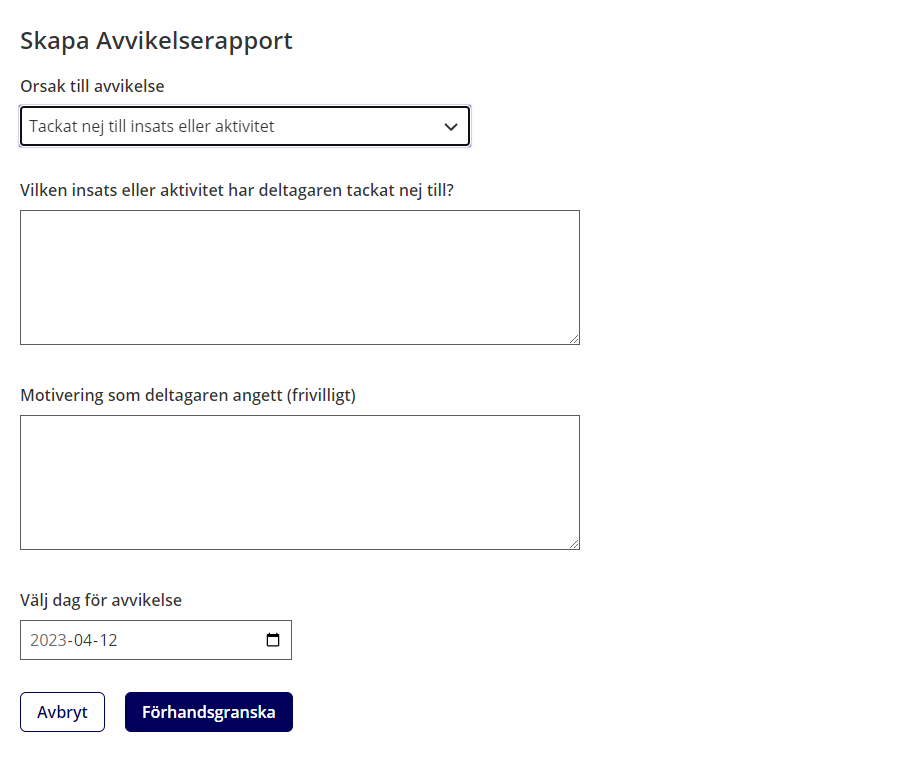 Skapa Avvikelserapport
Orsak till avvikelse
Tackat nej till insats eller aktivitet
Vilken insats eller aktivitet har deltagaren tackat nej till?
Motivering som deltagaren angett (frivilligt)
Välj dag för avvikelse
2023-04-12
Avbryt Förhandsgranska